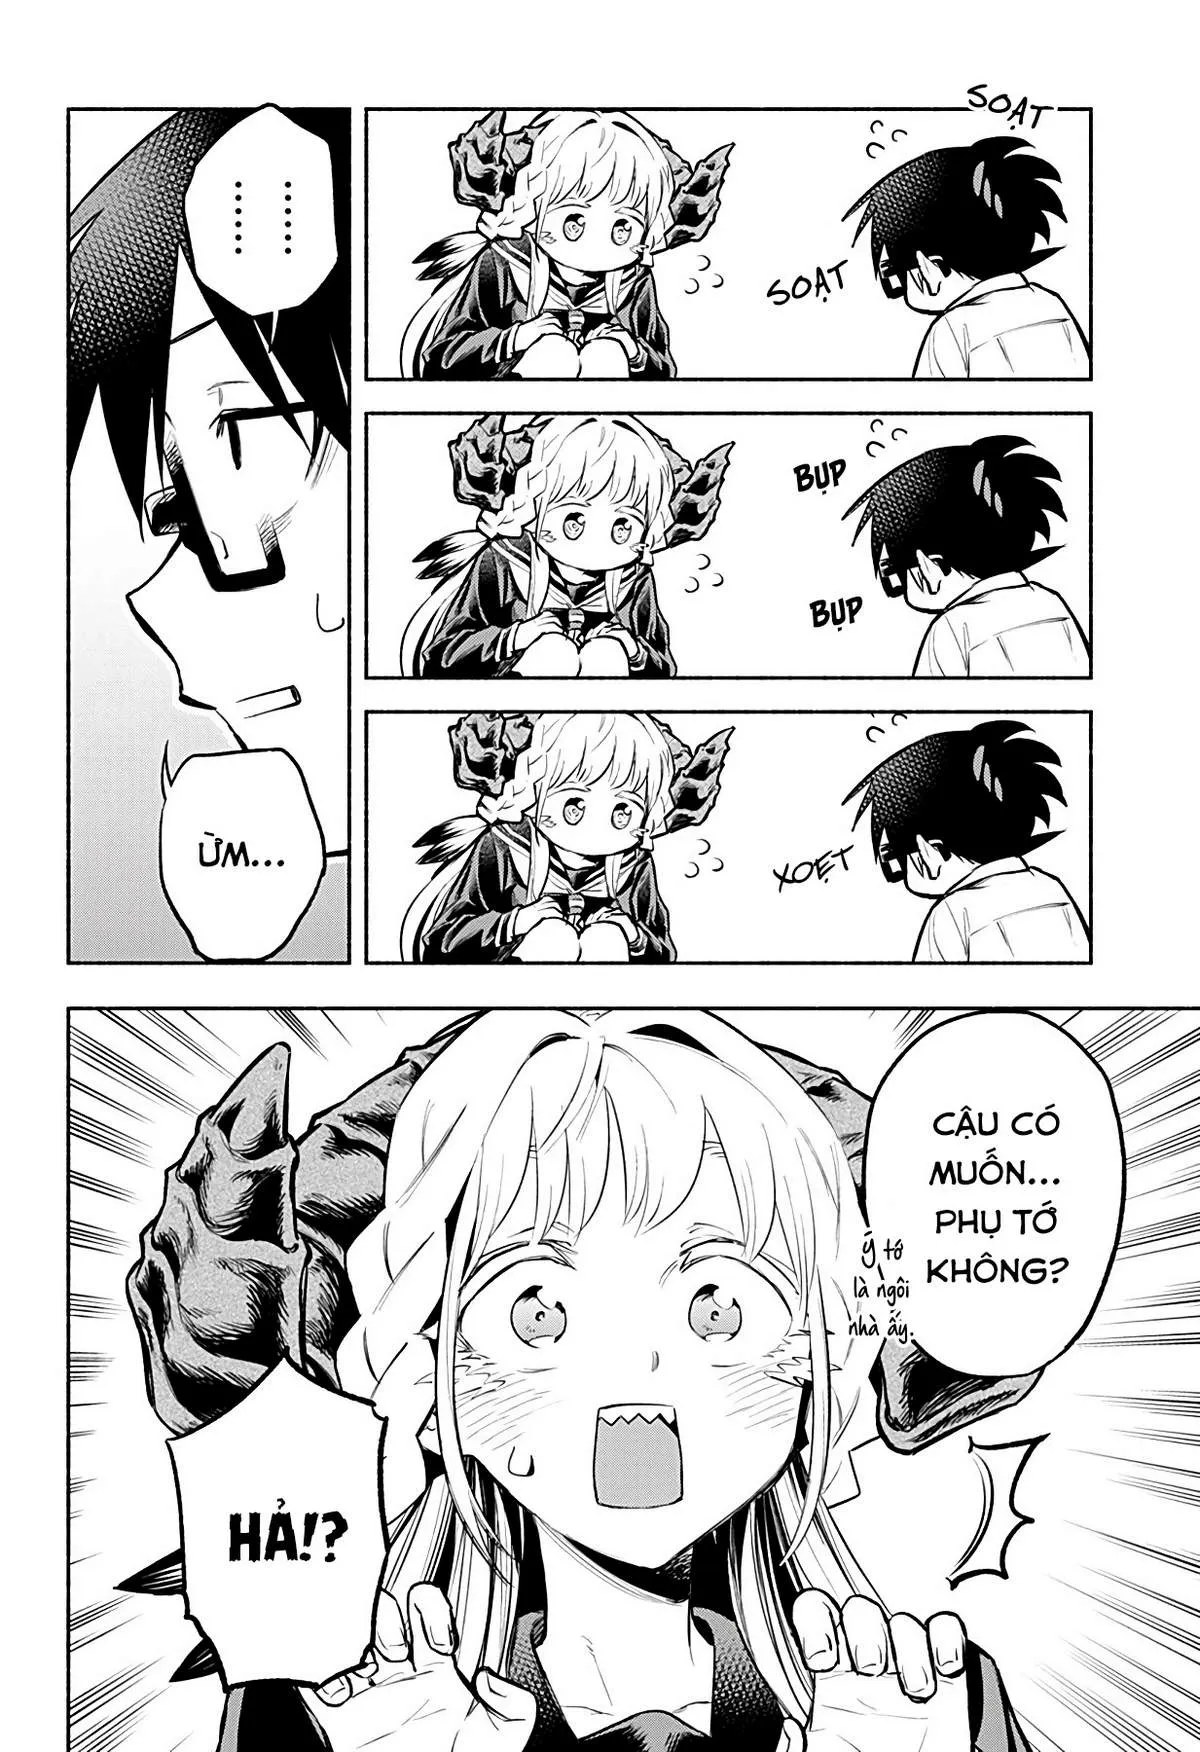 SOẠT
SOẠT
BỤP
BỤP
XOẸT
............
ỪM...
CẬU CÓ
MUỐN...
PHỤ TỚ
KHÔNG?
Ý tớ
là ngôi
nhà ấy.
HẢ!?